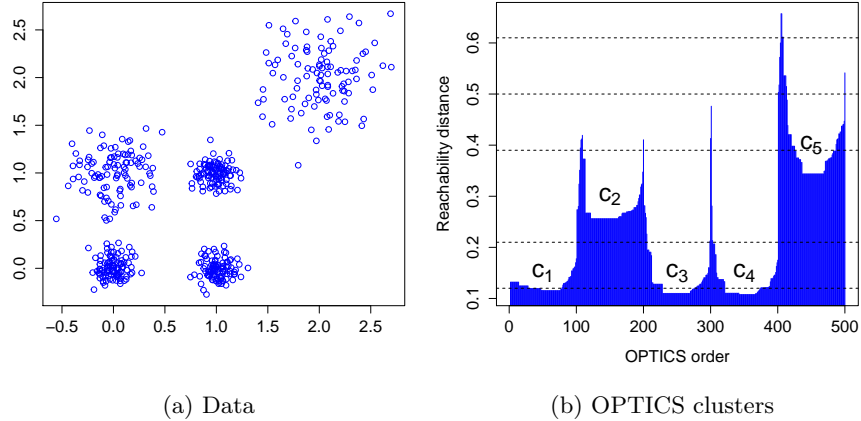 2.5
2.0
1.5
1.0
0.5
0.0
−0.5 0.0 0.5 1.0 1.5 2.0 2.5
(a) Data
Reachability distance
0.6
0.5
0.4
0.3
0.2
0.1
c1
c2
c3
c4
c5
0 100 200 300 400 500
OPTICS order
(b) OPTICS clusters